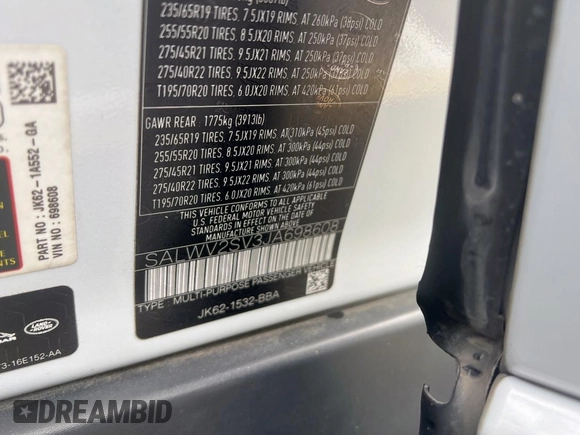 235/65R19 TIRES. 7.5JX19 RIMS. AT 260kPa (38psi) COLD
255/55R20 TIRES. 8.5JX20 RIMS. AT 250kPa (37psi) COLD
275/45R21 TIRES. 9.5JX21 RIMS. AT 250kPa (37psi) COLD
275/40R22 TIRES. 9.5JX22 RIMS. AT 250kPa COLD
T195/70R20 TIRES. 6.0JX20 RIMS. AT 420kPa (61psi) COLD
GAWR REAR 1775kg (3913lb)
235/65R19 TIRES. 7.5JX19 RIMS. AT 310kPa (45psi) COLD
255/55R20 TIRES. 8.5JX20 RIMS. AT 300kPa (44psi) COLD
275/45R21 TIRES. 9.5JX21 RIMS. AT 300kPa (44psi) COLD
275/40R22 TIRES. 9.5JX22 RIMS. AT 300kPa (44psi) COLD
T195/70R20 TIRES. 6.0JX20 RIMS. AT 420kPa (61psi) COLD
THIS VEHICLE CONFORMS TO ALL APPLICABLE
U.S. FEDERAL MOTOR VEHICLE SAFETY
STANDARDS IN EFFECT ON THE DATE OF
MANUFACTURE SHOWN ABOVE.
SALWV2SV3JA698608
TYPE MULTI-PURPOSE PASSENGER
JK62-1532-BBA
PART NO : JK62-1A552-GA
VIN NO : 698608
LAND-ROVER
16E152-AA
DREAMBID